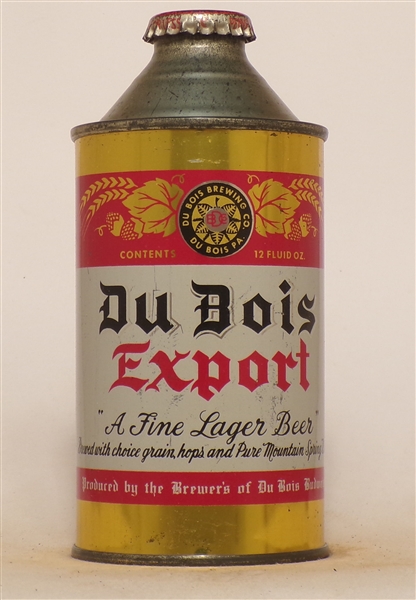 DU BOIS BREWING CO.
DU BOIS PA.
CONTENTS 12 FLUID OZ.
Du Bois
Export
"A Fine Lager Beer"
with choice grain, hops and Pure Mountain Spring
Produced by the Brewer's of Du Bois